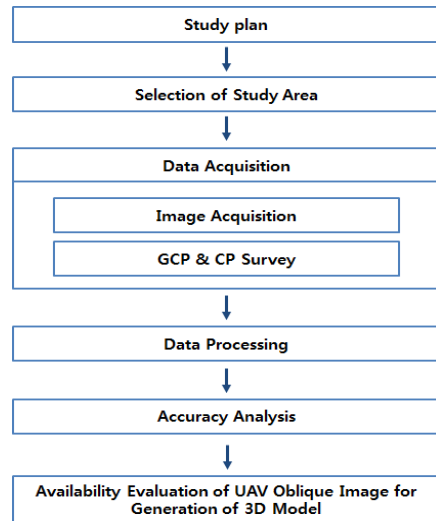 Study plan
Selection of Study Area
Data Acquisition
Image Acquisition
GCP & CP Survey
Data Processing
Accuracy Analysis
Availability Evaluation of UAV Oblique Image for
Generation of 3D Model